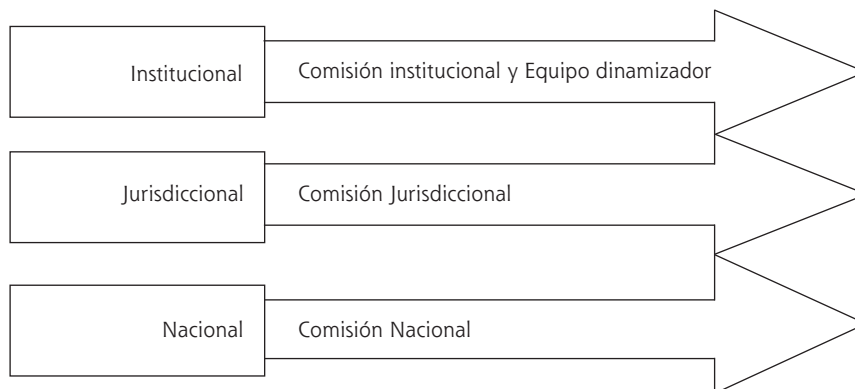 Institucional
Comisión institucional y Equipo dinamizador
Jurisdiccional
Comisión Jurisdiccional
Nacional
Comisión Nacional